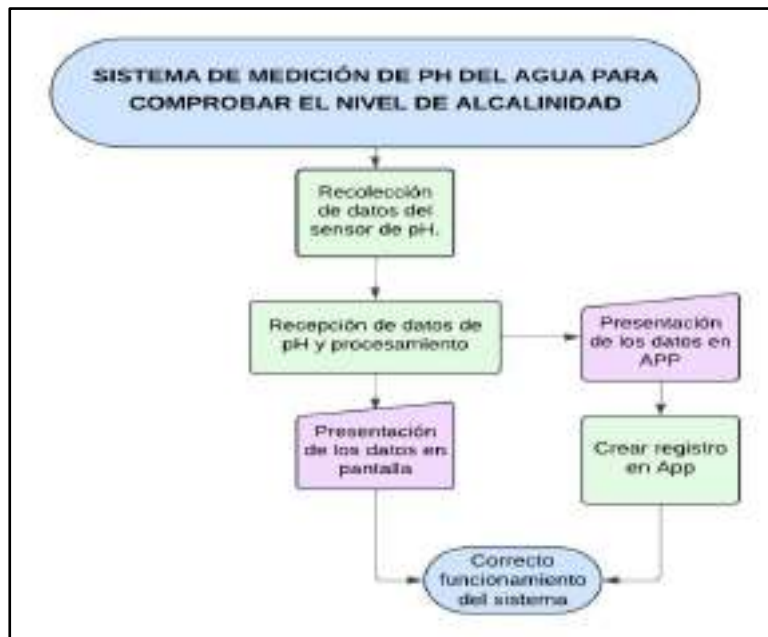 SISTEMA DE MEDICIÓN DE PH DEL AGUA PARA
COMPROBAR EL NIVEL DE ALCALINIDAD
Recolección
de datos del
sensor de pH.
Recepción de datos de
pH y procesamiento
Presentación
de los datos en
APP
Presentación
de los datos en
pantalla
Crear registro
en App
Correcto
funcionamiento
del sistema